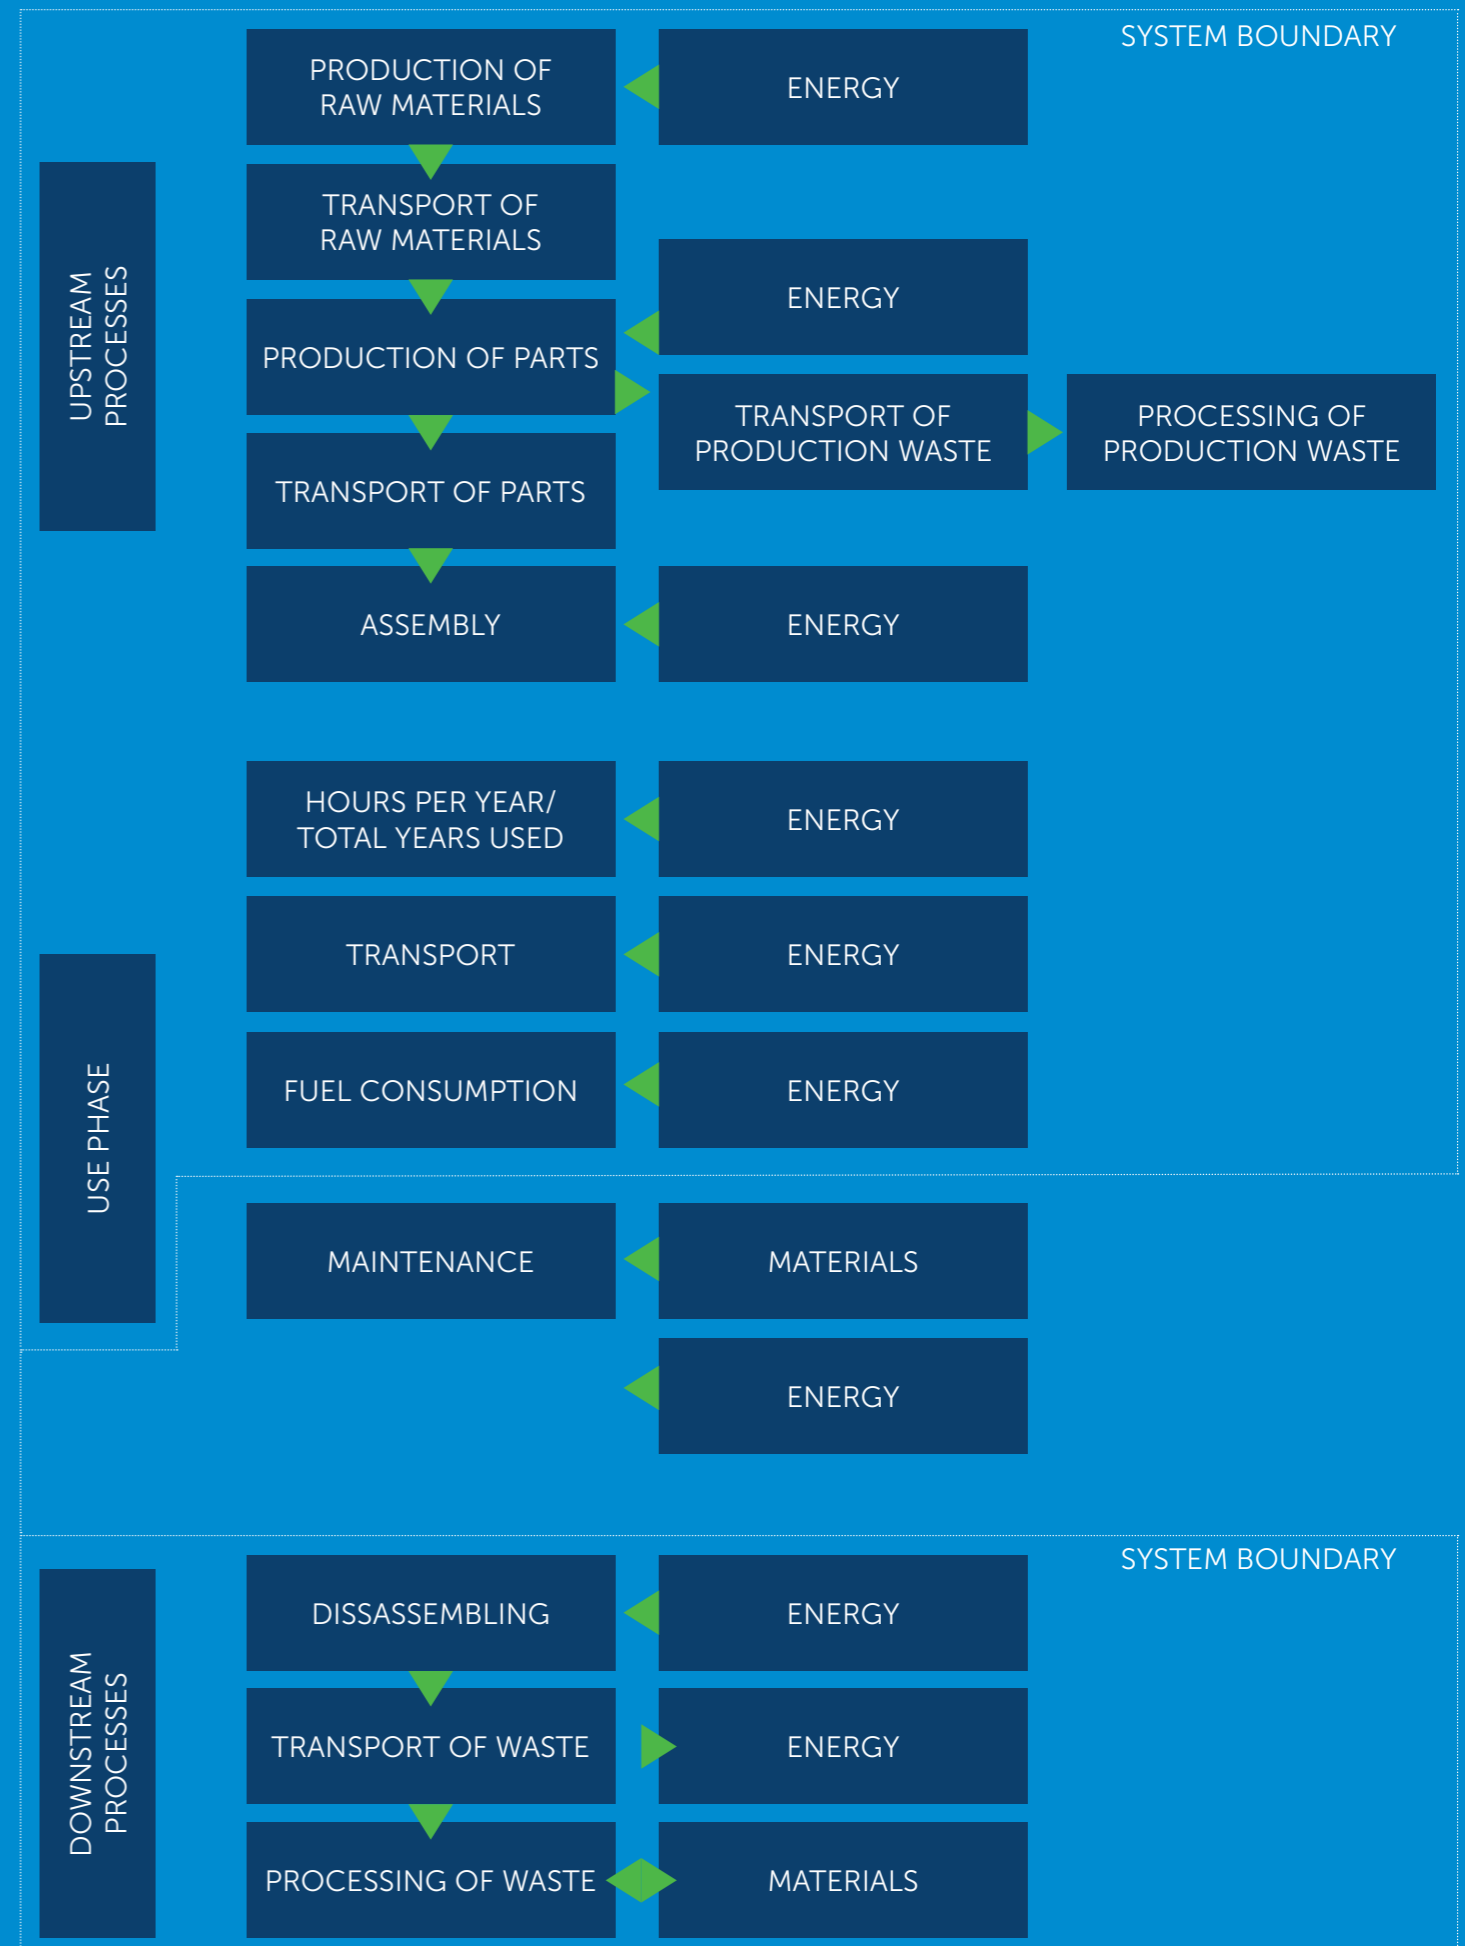 SYSTEM BOUNDARY
PRODUCTION OF
RAW MATERIALS
ENERGY
UPSTREAM
PROCESSES
TRANSPORT OF
RAW MATERIALS
ENERGY
PRODUCTION OF PARTS
TRANSPORT OF
PRODUCTION WASTE
PROCESSING OF
PRODUCTION WASTE
TRANSPORT OF PARTS
ASSEMBLY
ENERGY
HOURS PER YEAR/
TOTAL YEARS USED
ENERGY
USE PHASE
TRANSPORT
ENERGY
FUEL CONSUMPTION
ENERGY
MAINTENANCE
MATERIALS
ENERGY
SYSTEM BOUNDARY
DOWNSTREAM
PROCESSES
DISSASSEMBLING
ENERGY
TRANSPORT OF WASTE
ENERGY
PROCESSING OF WASTE
MATERIALS